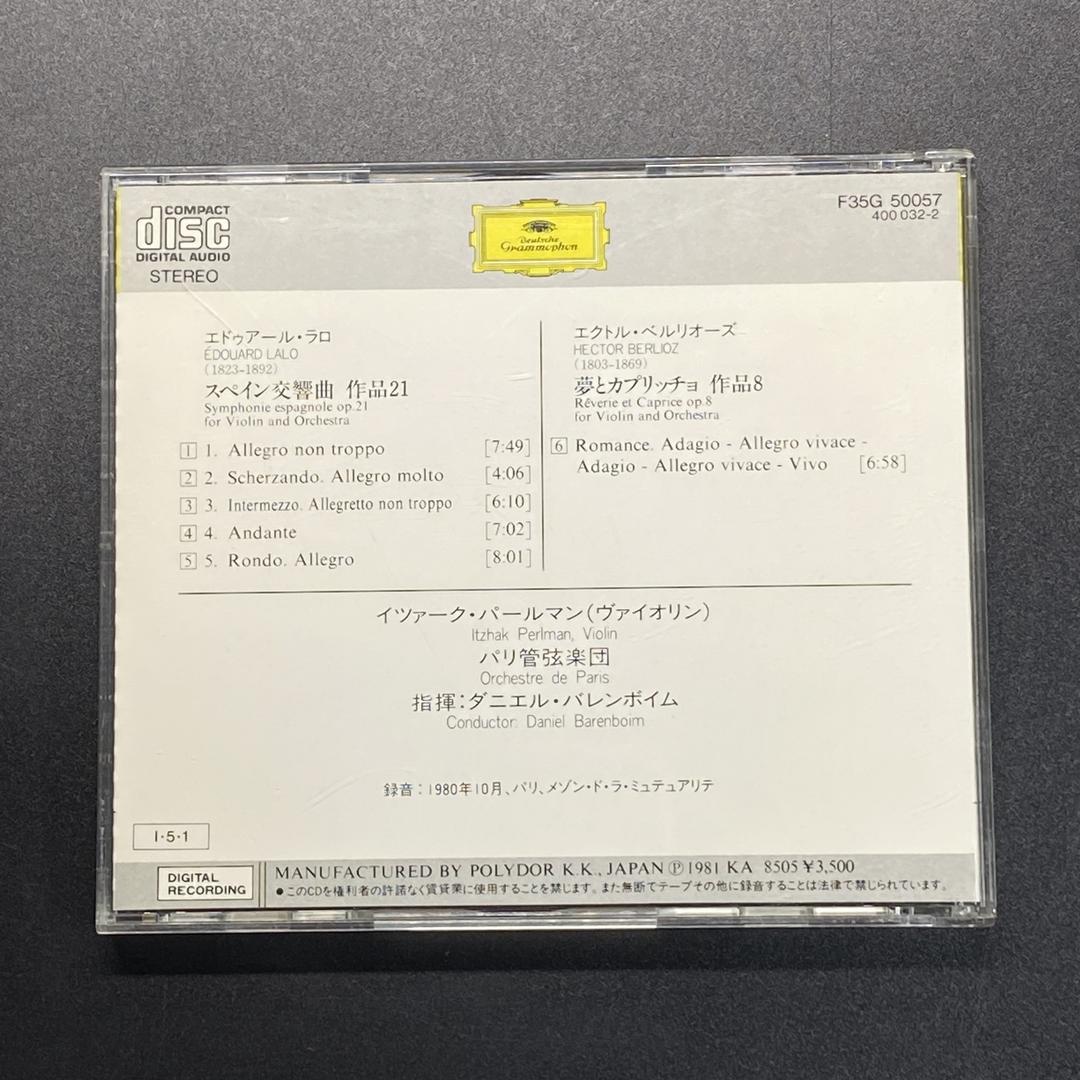 COMPACT
disc
DIGITAL AUDIO
STEREO
Deutsche
Grammophon
F35G 50057
400 032-2
エドゥアール・ラロ
ÉDOUARD LALO
(1823-1892)
スペイン交響曲 作品21
Symphonie espagnole op.21
for Violin and Orchestra
1 1. Allegro non troppo [7:49]
2 2. Scherzando. Allegro molto [4:06]
3 3. Intermezzo. Allegretto non troppo [6:10]
4 4. Andante [7:02]
5 5. Rondo. Allegro [8:01]
エクトル・ベルリオーズ
HECTOR BERLIOZ
(1803-1869)
夢とカプリッチョ 作品8
Rêverie et Caprice op.8
for Violin and Orchestra
6 Romance. Adagio - Allegro vivace -
Adagio - Allegro vivace - Vivo [6:58]
イツァーク・パールマン(ヴァイオリン)
Itzhak Perlman, Violin
パリ管弦楽団
Orchestre de Paris
指揮:ダニエル・バレンボイム
Conductor: Daniel Barenboim
録音:1980年10月、パリ、メゾン・ド・ラ・ミュテュアリテ
I·5·1
DIGITAL
RECORDING
MANUFACTURED BY POLYDOR K.K., JAPAN Ⓟ 1981 KA 8505 ¥3,500
●このCDを権利者の許諾なく賃貸業に使用することを禁じます。また無断でテープその他に録音することは法律で禁じられています。